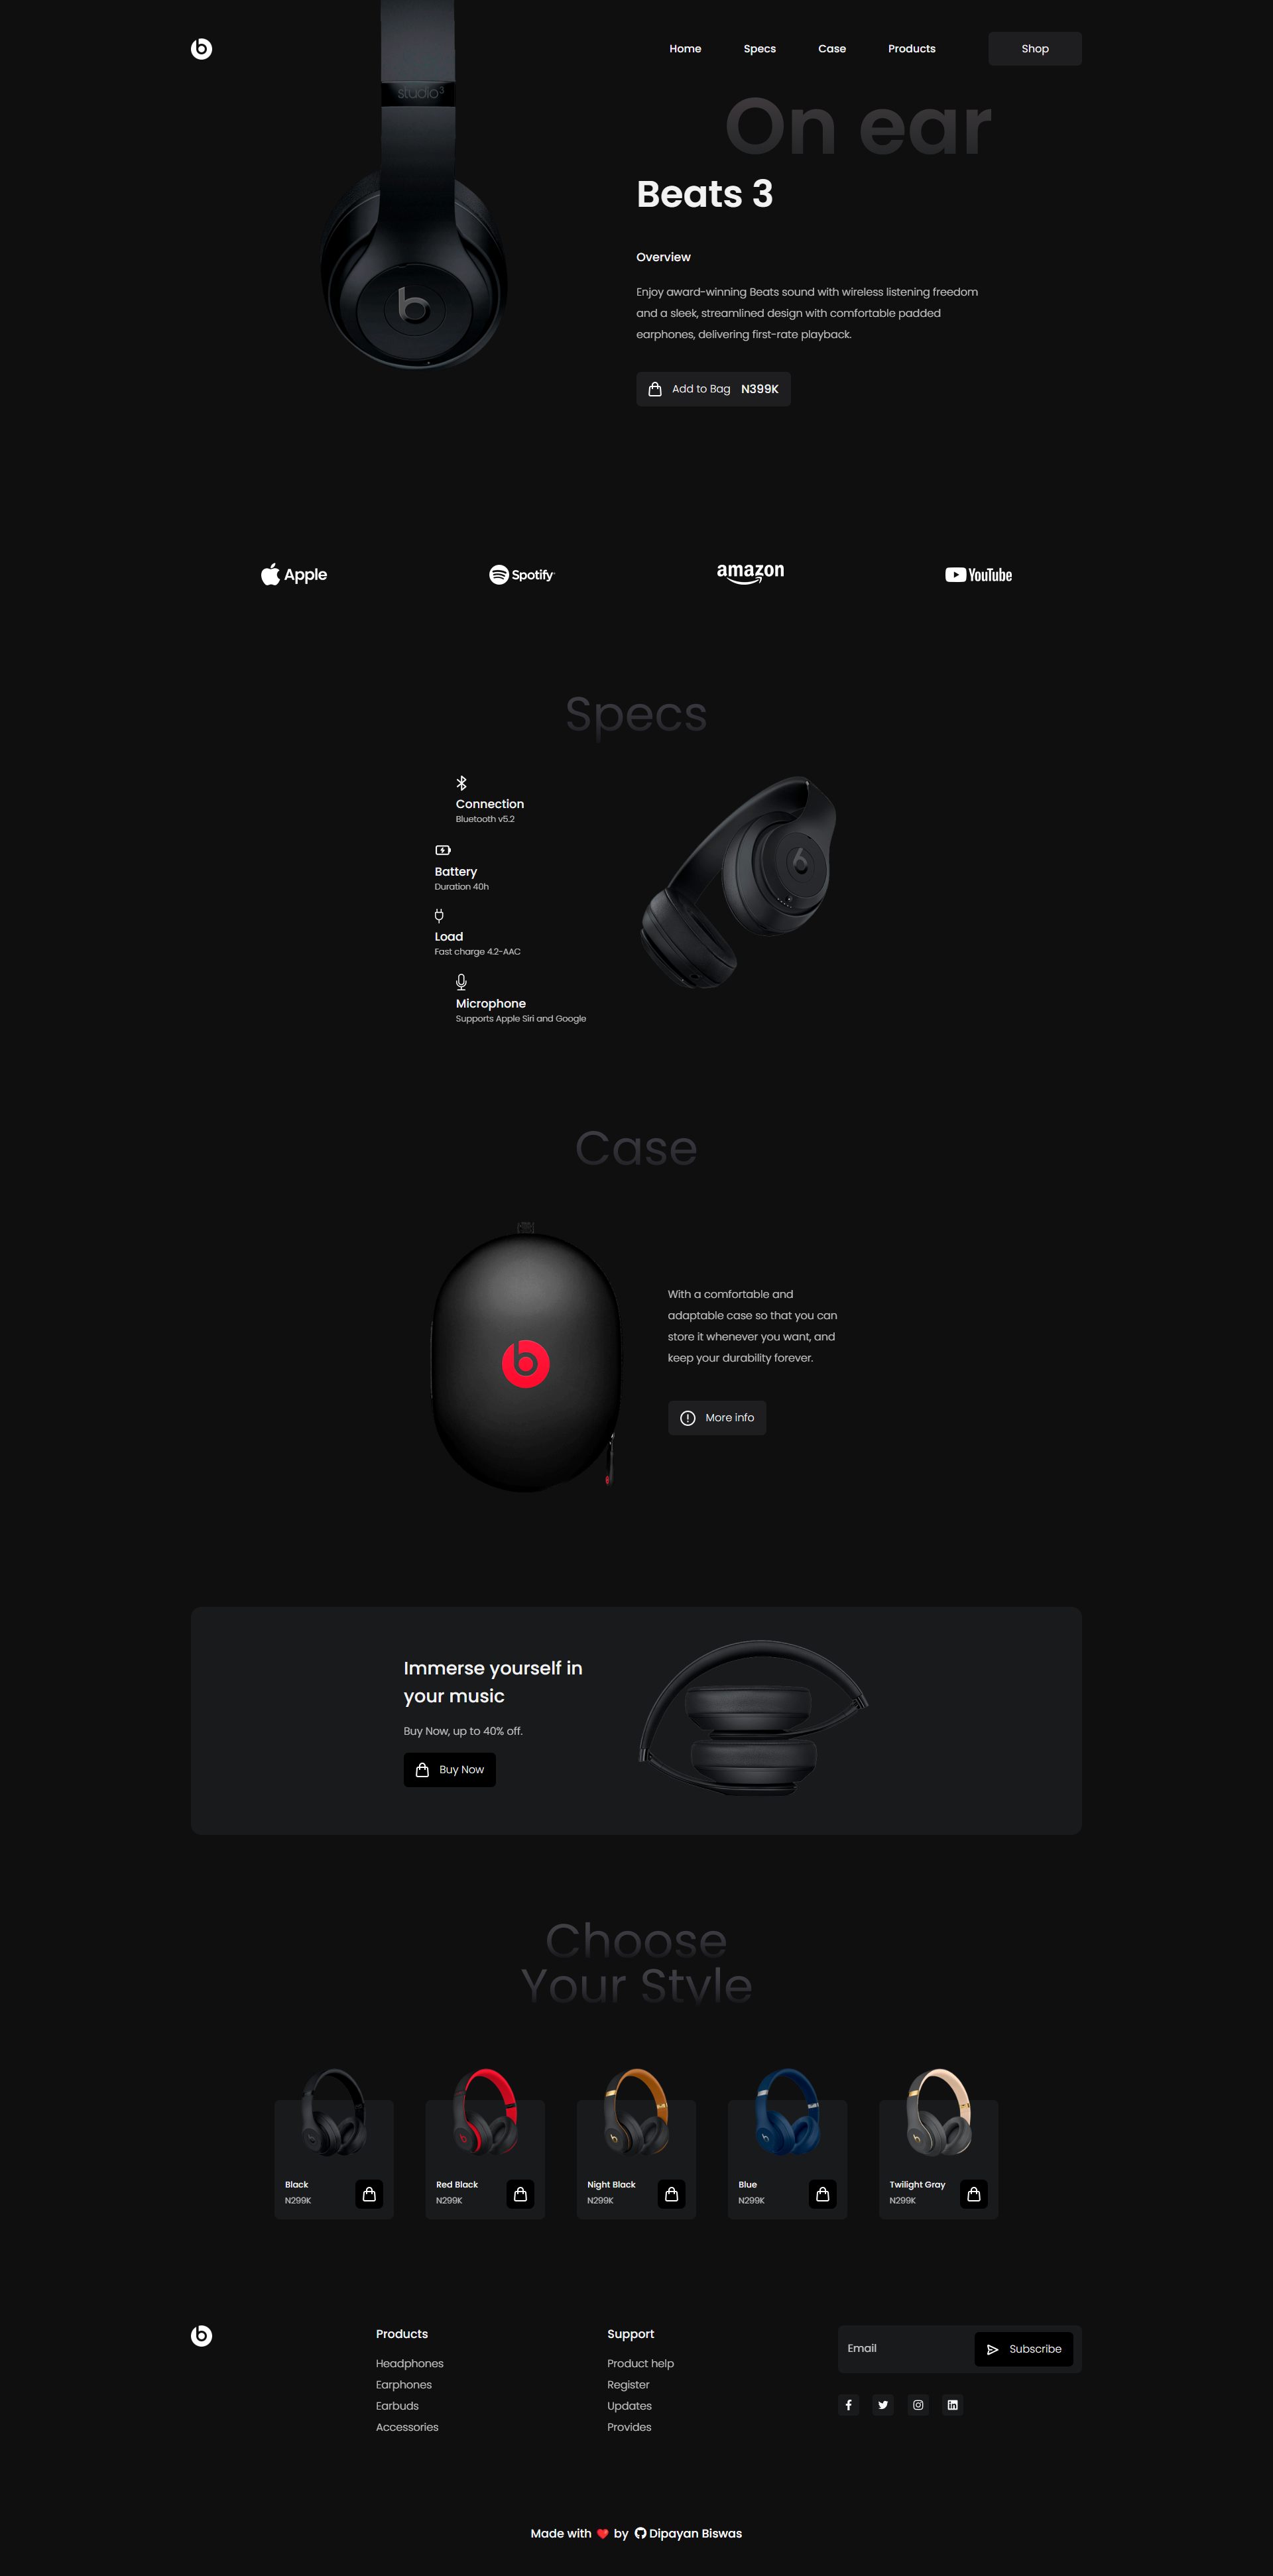 studio³
Home Specs Case Products Shop
On ear
Beats 3
Overview
Enjoy award-winning Beats sound with wireless listening freedom
and a sleek, streamlined design with comfortable padded
earphones, delivering first-rate playback.
Add to Bag N399K
Apple Spotify amazon YouTube
Specs
Connection
Bluetooth v5.2
Battery
Duration 40h
Load
Fast charge 4.2-AAC
Microphone
Supports Apple Siri and Google
Case
With a comfortable and
adaptable case so that you can
store it whenever you want, and
keep your durability forever.
More info
Immerse yourself in
your music
Buy Now, up to 40% off.
Buy Now
Choose
Your Style
Black
N299K
Red Black
N299K
Night Black
N299K
Blue
N299K
Twilight Gray
N299K
Products
Headphones
Earphones
Earbuds
Accessories
Support
Product help
Register
Updates
Provides
Email Subscribe
Made with ❤️ by Dipayan Biswas